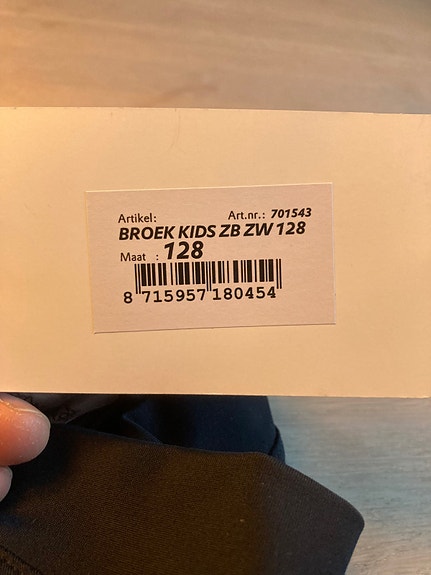 Artikel: Art.nr.: 701543
BROEK KIDS ZB ZW 128
Maat : 128
8 715957 180454